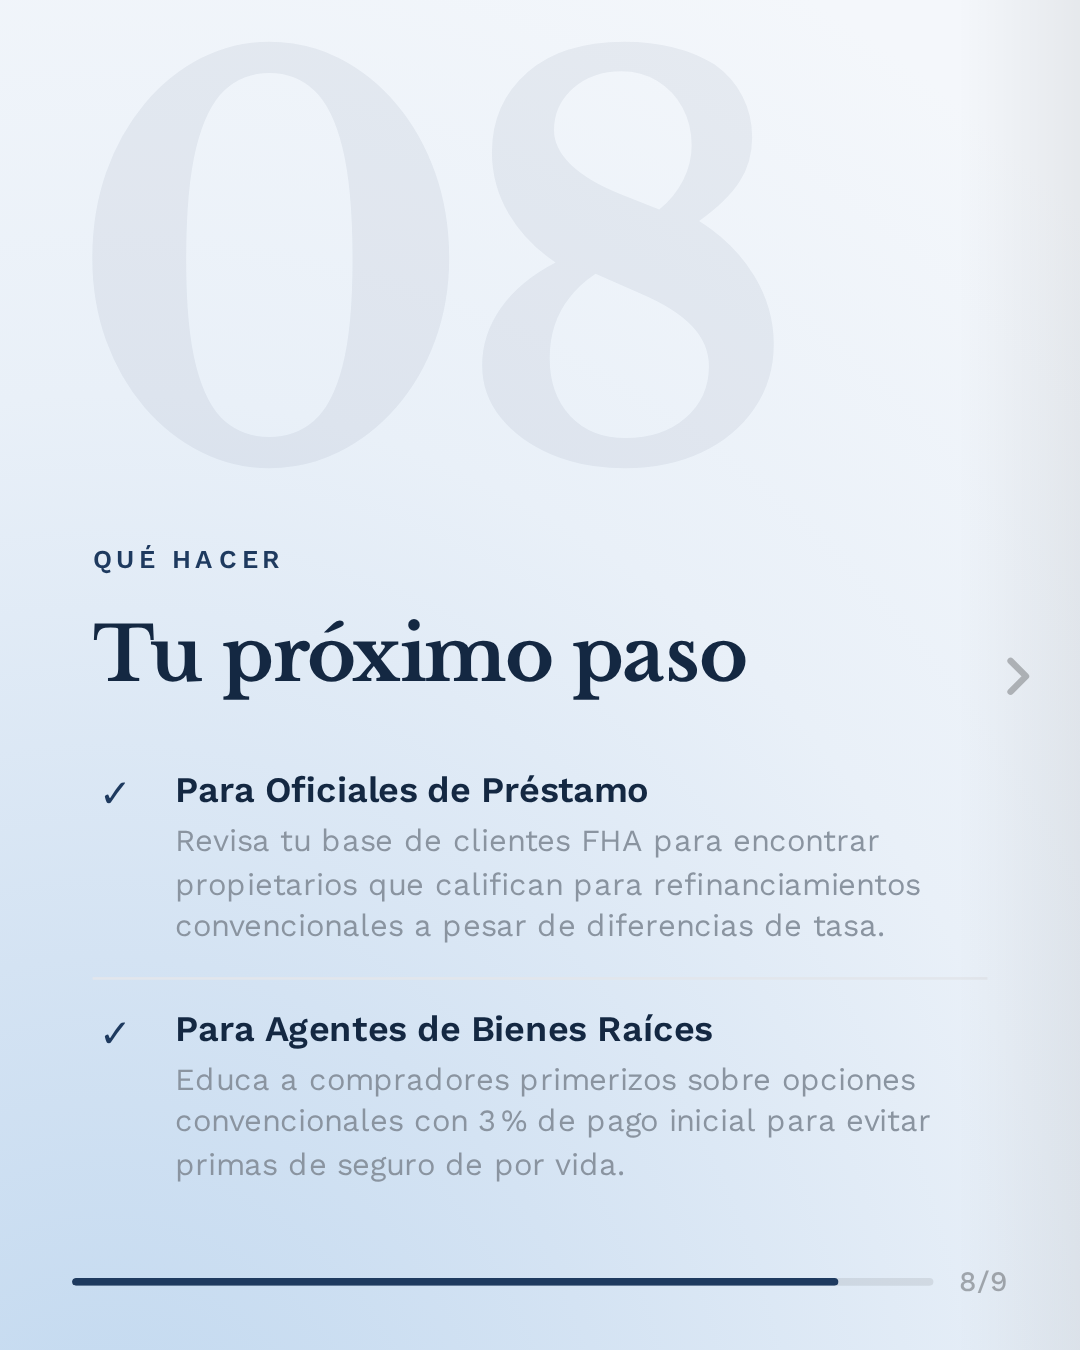 08
QUÉ HACER
Tu próximo paso
✓ Para Oficiales de Préstamo
Revisa tu base de clientes FHA para encontrar
propietarios que califican para refinanciamientos
convencionales a pesar de diferencias de tasa.
✓ Para Agentes de Bienes Raíces
Educa a compradores primerizos sobre opciones
convencionales con 3% de pago inicial para evitar
primas de seguro de por vida.
8/9